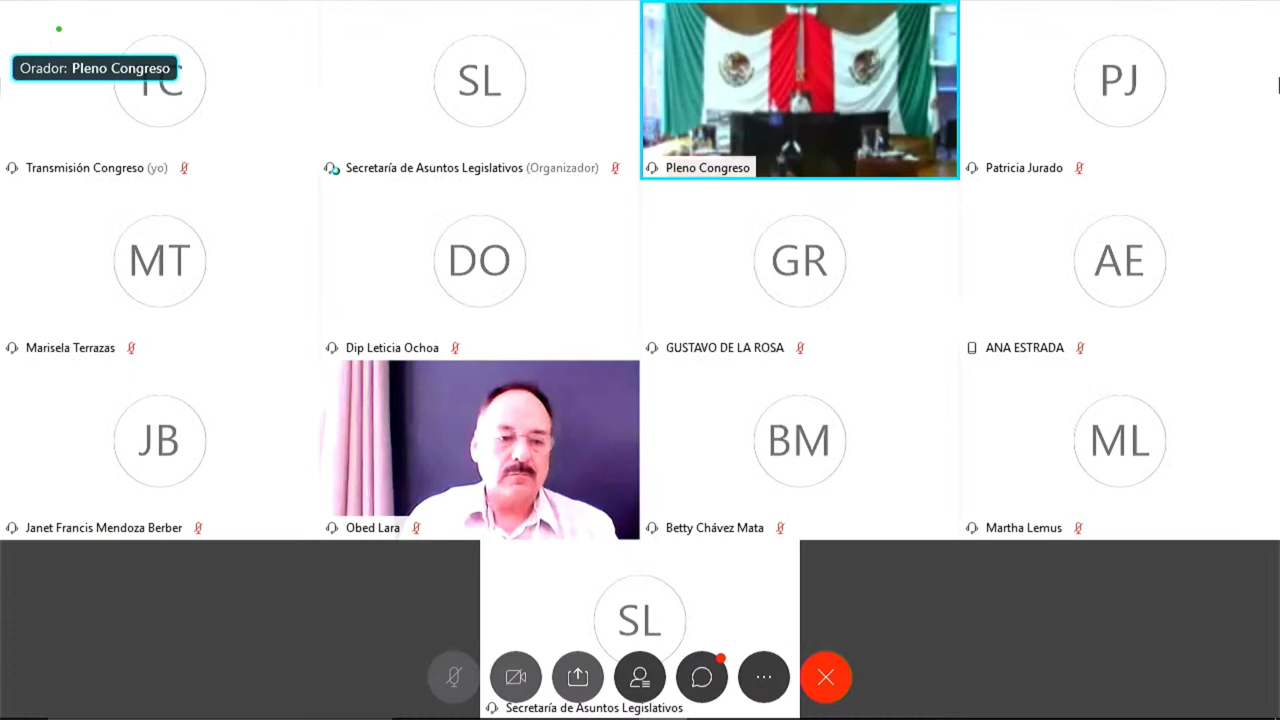 Orador: Pleno Congreso
SL
PJ
Transmisión Congreso (yo)
Secretaría de Asuntos Legislativos (Organizador)
Pleno Congreso
Patricia Jurado
MT
DO
GR
AE
Marisela Terrazas
Dip Leticia Ochoa
GUSTAVO DE LA ROSA
ANA ESTRADA
JB
BM
ML
Janet Francis Mendoza Berber
Obed Lara
Betty Chávez Mata
Martha Lemus
SL
Secretaría de Asuntos Legislativos